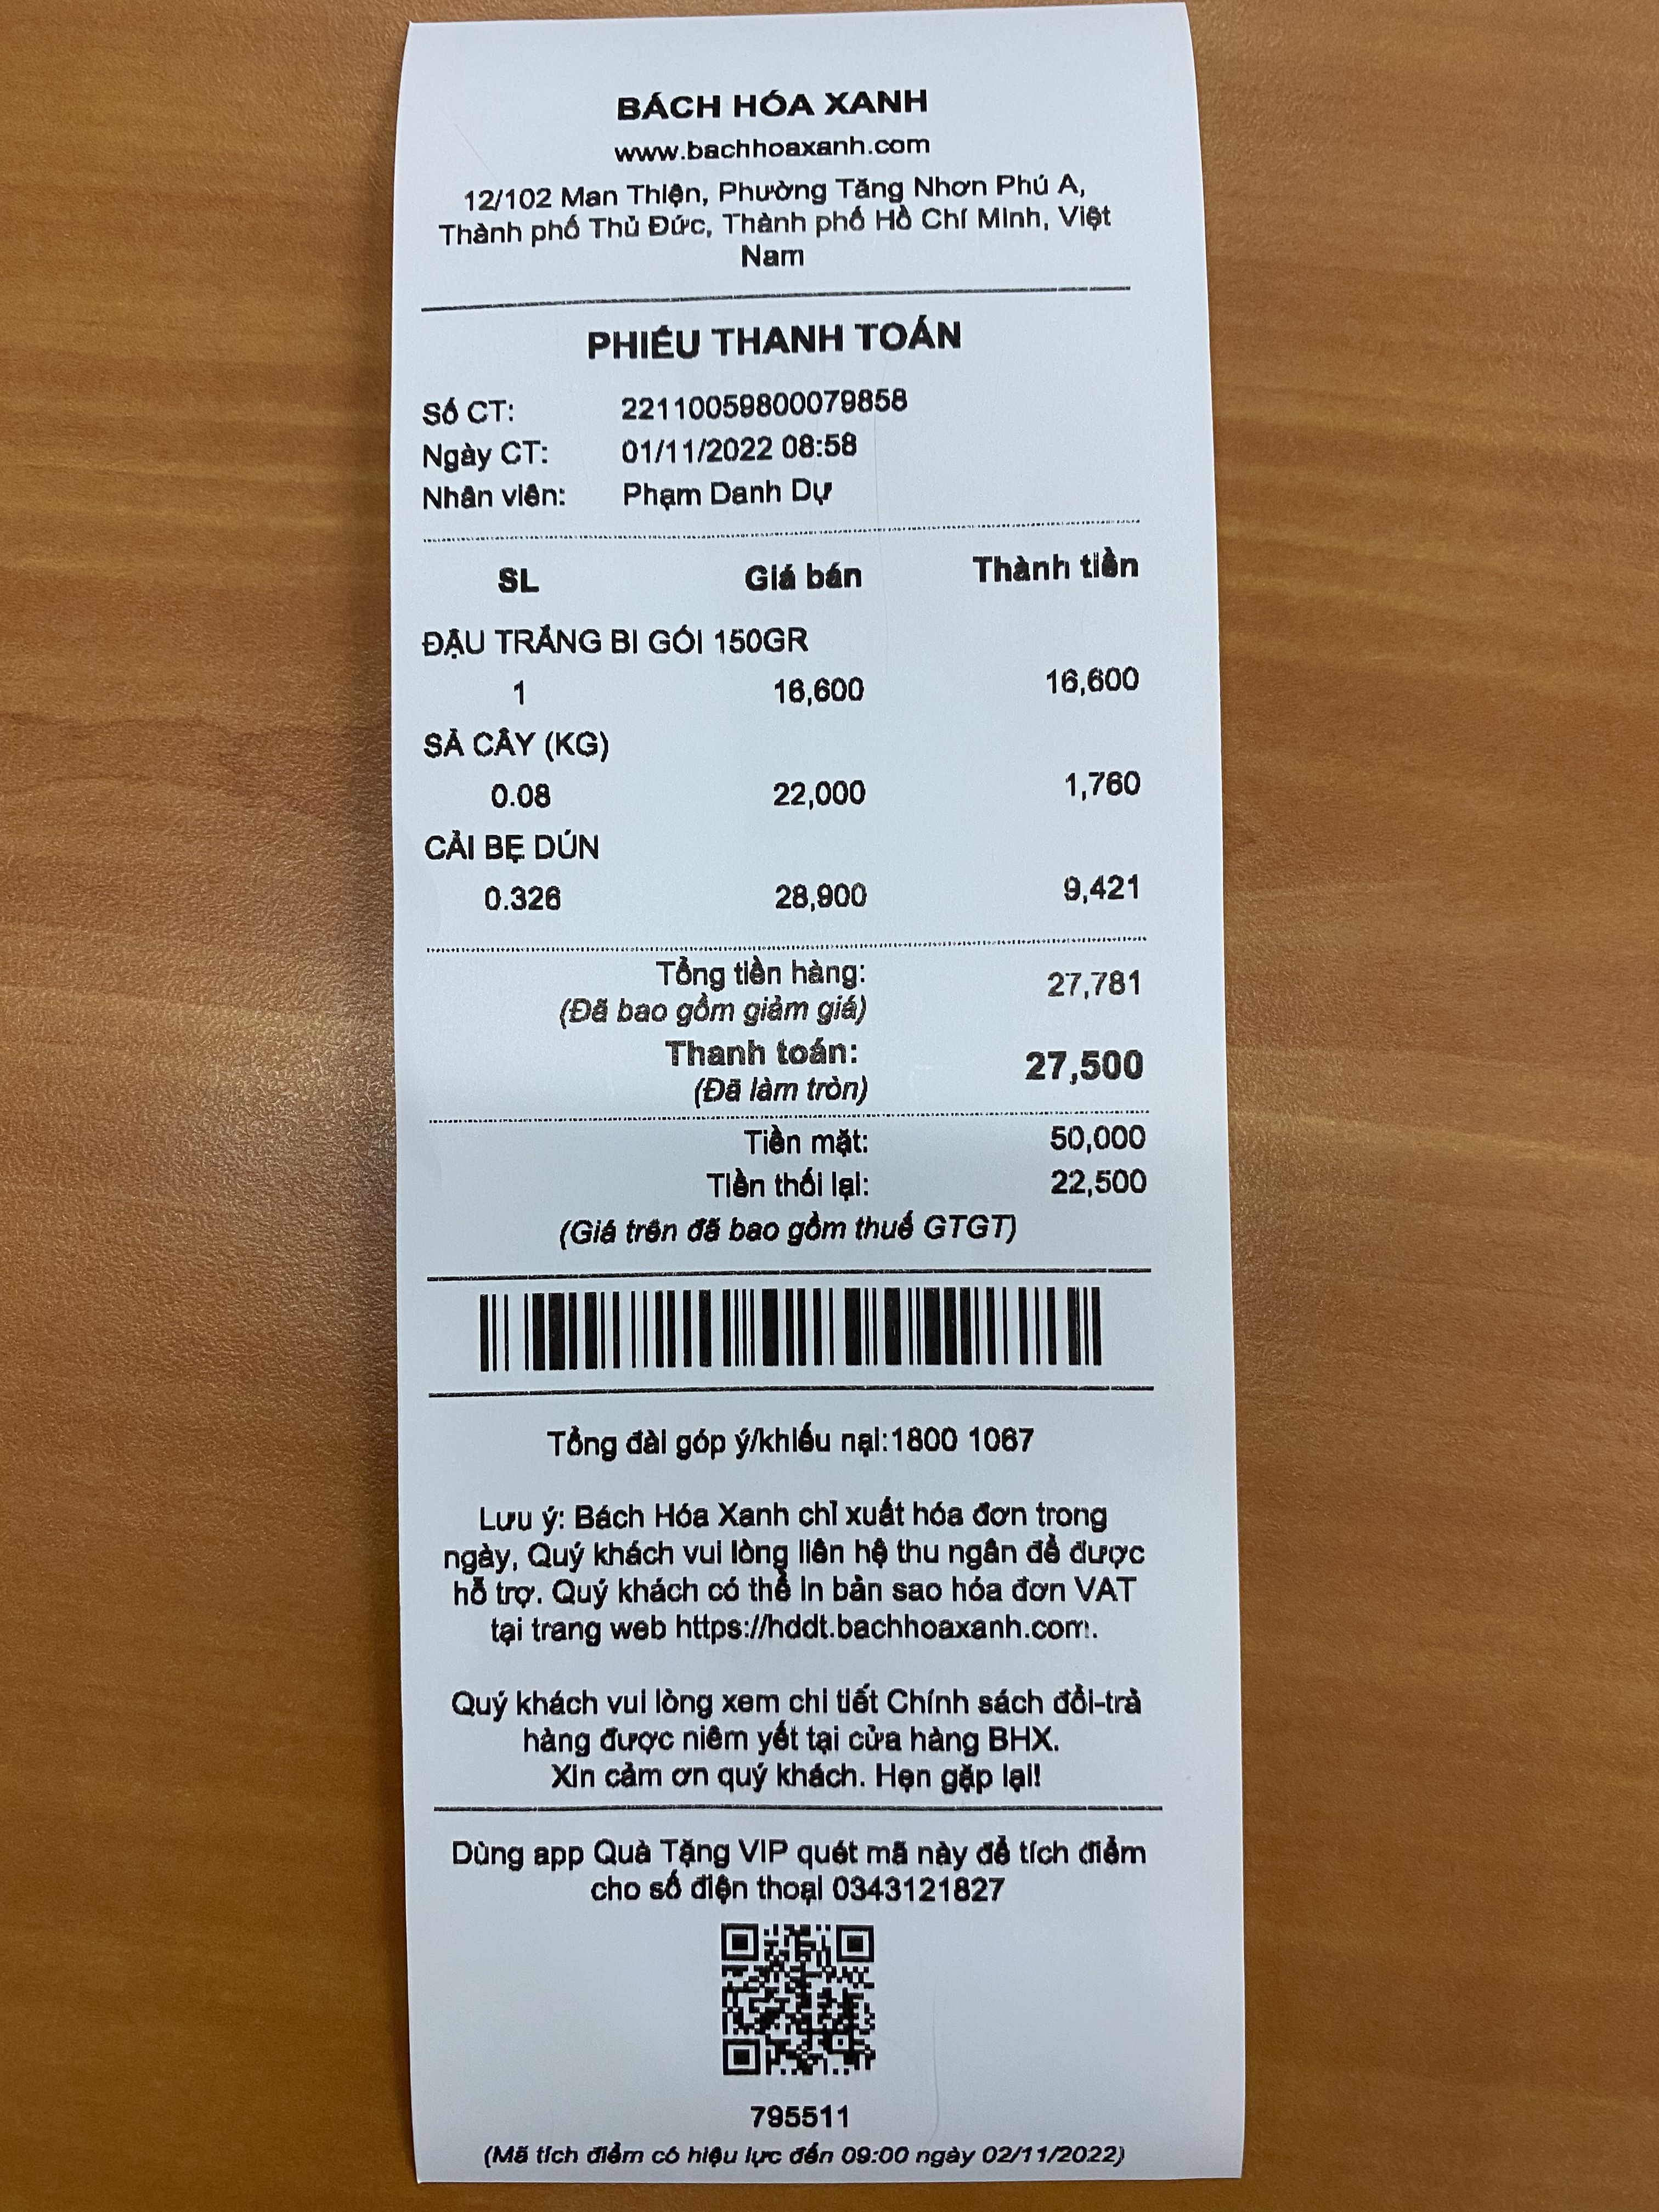 BÁCH HÓA XANH
www.bachhoaxanh.com
12/102 Man Thiện, Phường Tăng Nhơn Phú A,
Thành phố Thủ Đức, Thành phố Hồ Chí Minh, Việt
Nam
PHIẾU THANH TOÁN
Số CT: 22110059800079858
Ngày CT: 01/11/2022 08:58
Nhân viên: Phạm Danh Dự
SL Giá bán Thành tiền
ĐẬU TRẮNG BI GÓI 150GR
1 16,600 16,600
SẢ CÂY (KG)
0.08 22,000 1,760
CẢI BẸ DÚN
0.326 28,900 9,421
Tổng tiền hàng: 27,781
(Đã bao gồm giảm giá)
Thanh toán: 27,500
(Đã làm tròn)
Tiền mặt: 50,000
Tiền thối lại: 22,500
(Giá trên đã bao gồm thuế GTGT)
Tổng đài góp ý/khiếu nại:1800 1067
Lưu ý: Bách Hóa Xanh chỉ xuất hóa đơn trong
ngày, Quý khách vui lòng liên hệ thu ngân để được
hỗ trợ. Quý khách có thể in bản sao hóa đơn VAT
tại trang web https://hddt.bachhoaxanh.com.
Quý khách vui lòng xem chi tiết Chính sách đổi-trả
hàng được niêm yết tại cửa hàng BHX.
Xin cảm ơn quý khách. Hẹn gặp lại!
Dùng app Quà Tặng VIP quét mã này để tích điểm
cho số điện thoại 0343121827
795511
(Mã tích điểm có hiệu lực đến 09:00 ngày 02/11/2022)